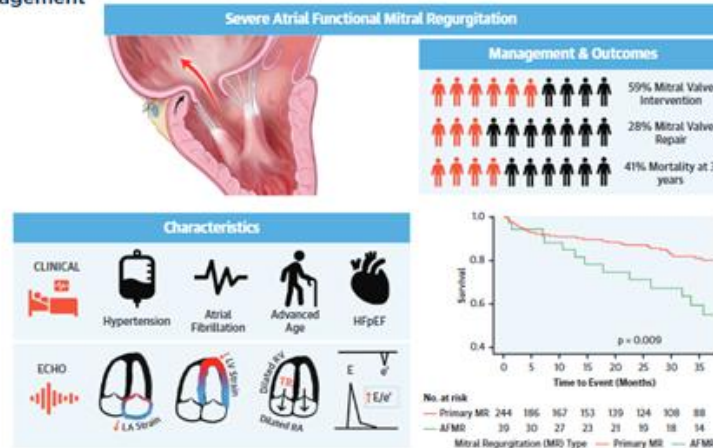 agement
Severe Atrial Functional Mitral Regurgitation
Management & Outcomes
59% Mitral Valve
Intervention
28% Mitral Valve
Repair
41% Mortality at 3
years
Characteristics
CLINICAL
Hypertension
Atrial
Fibrillation
Advanced
Age
HFpEF
ECHO
↓ LA Strain
↓ LV Strain
Dilated RV
TR
Dilated RA
E
e'
↑E/e'
Survival
1.0
0.8
0.6
0.4
p = 0.009
0 5 10 15 20 25 30 35
Time to Event (Months)
No. at risk
Primary MR 244 186 167 153 139 124 108 88
AFMR 39 30 27 23 21 19 18 14
Mitral Regurgitation (MR) Type Primary MR AFMR